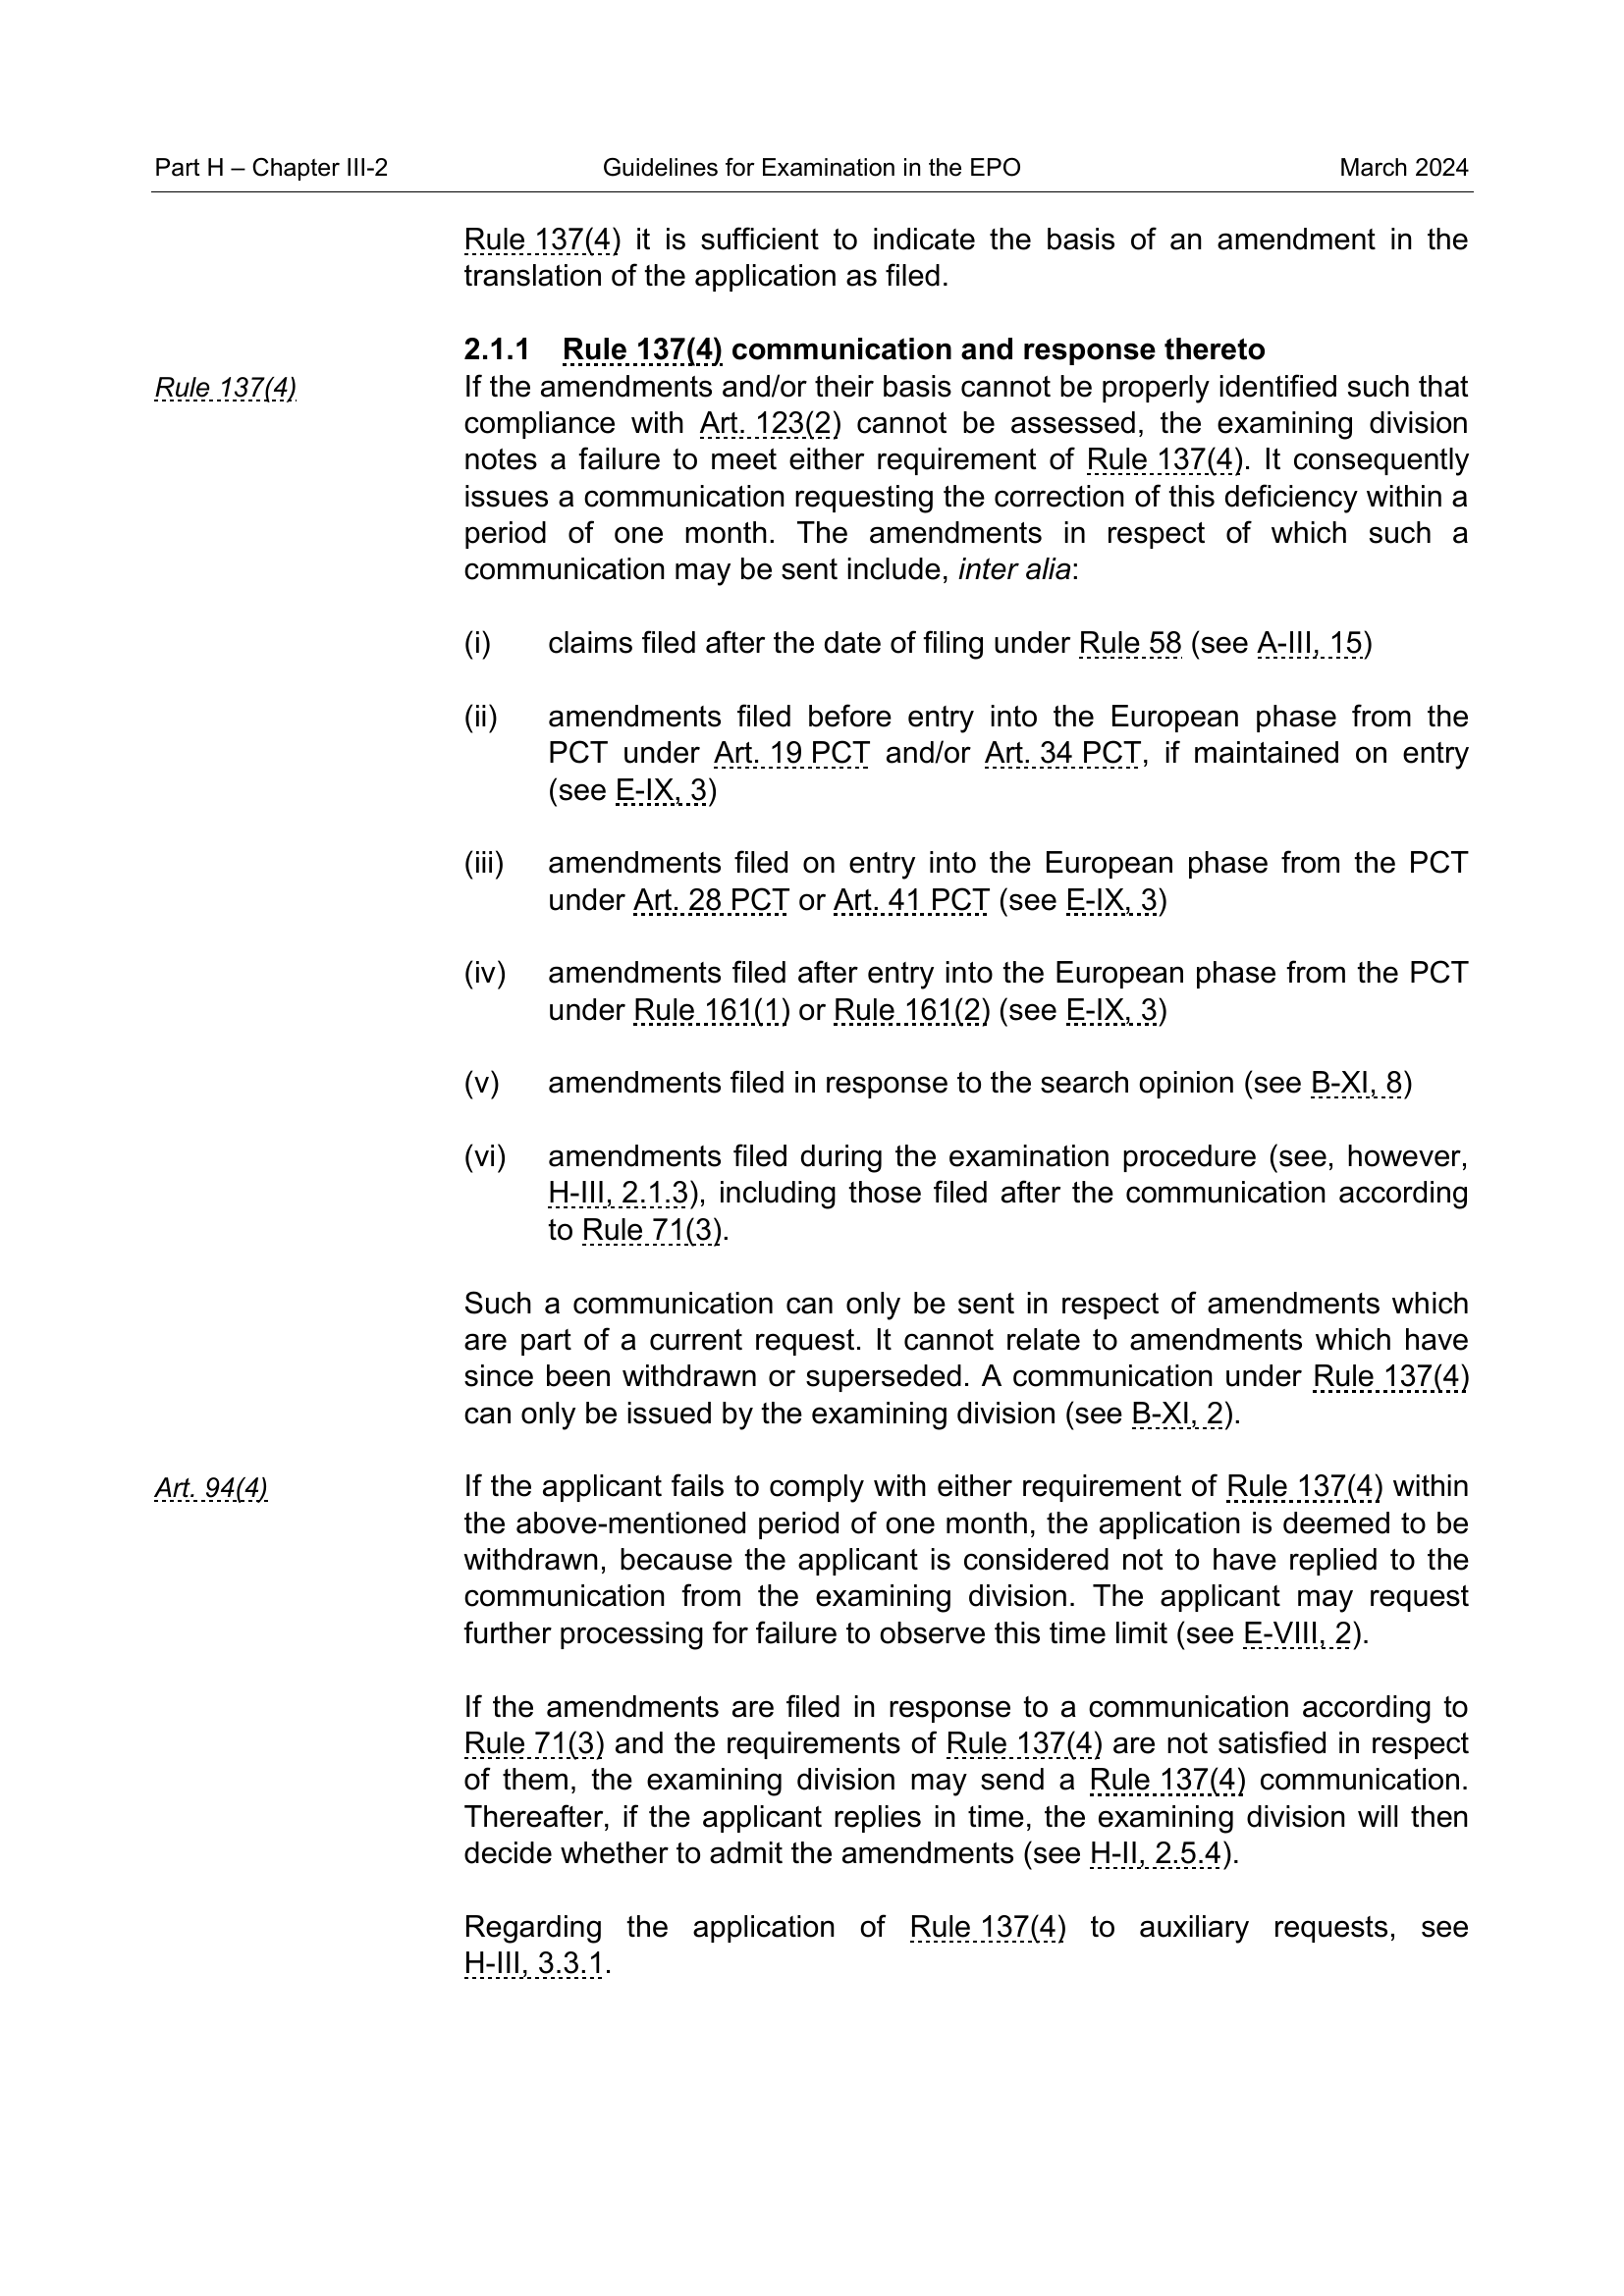 Part H – Chapter III-2 Guidelines for Examination in the EPO March 2024
Rule 137(4) it is sufficient to indicate the basis of an amendment in the
translation of the application as filed.
2.1.1 Rule 137(4) communication and response thereto
Rule 137(4)
If the amendments and/or their basis cannot be properly identified such that
compliance with Art. 123(2) cannot be assessed, the examining division
notes a failure to meet either requirement of Rule 137(4). It consequently
issues a communication requesting the correction of this deficiency within a
period of one month. The amendments in respect of which such a
communication may be sent include, inter alia:
(i) claims filed after the date of filing under Rule 58 (see A-III, 15)
(ii) amendments filed before entry into the European phase from the
PCT under Art. 19 PCT and/or Art. 34 PCT, if maintained on entry
(see E-IX, 3)
(iii) amendments filed on entry into the European phase from the PCT
under Art. 28 PCT or Art. 41 PCT (see E-IX, 3)
(iv) amendments filed after entry into the European phase from the PCT
under Rule 161(1) or Rule 161(2) (see E-IX, 3)
(v) amendments filed in response to the search opinion (see B-XI, 8)
(vi) amendments filed during the examination procedure (see, however,
H-III, 2.1.3), including those filed after the communication according
to Rule 71(3).
Such a communication can only be sent in respect of amendments which
are part of a current request. It cannot relate to amendments which have
since been withdrawn or superseded. A communication under Rule 137(4)
can only be issued by the examining division (see B-XI, 2).
Art. 94(4)
If the applicant fails to comply with either requirement of Rule 137(4) within
the above-mentioned period of one month, the application is deemed to be
withdrawn, because the applicant is considered not to have replied to the
communication from the examining division. The applicant may request
further processing for failure to observe this time limit (see E-VIII, 2).
If the amendments are filed in response to a communication according to
Rule 71(3) and the requirements of Rule 137(4) are not satisfied in respect
of them, the examining division may send a Rule 137(4) communication.
Thereafter, if the applicant replies in time, the examining division will then
decide whether to admit the amendments (see H-II, 2.5.4).
Regarding the application of Rule 137(4) to auxiliary requests, see
H-III, 3.3.1.